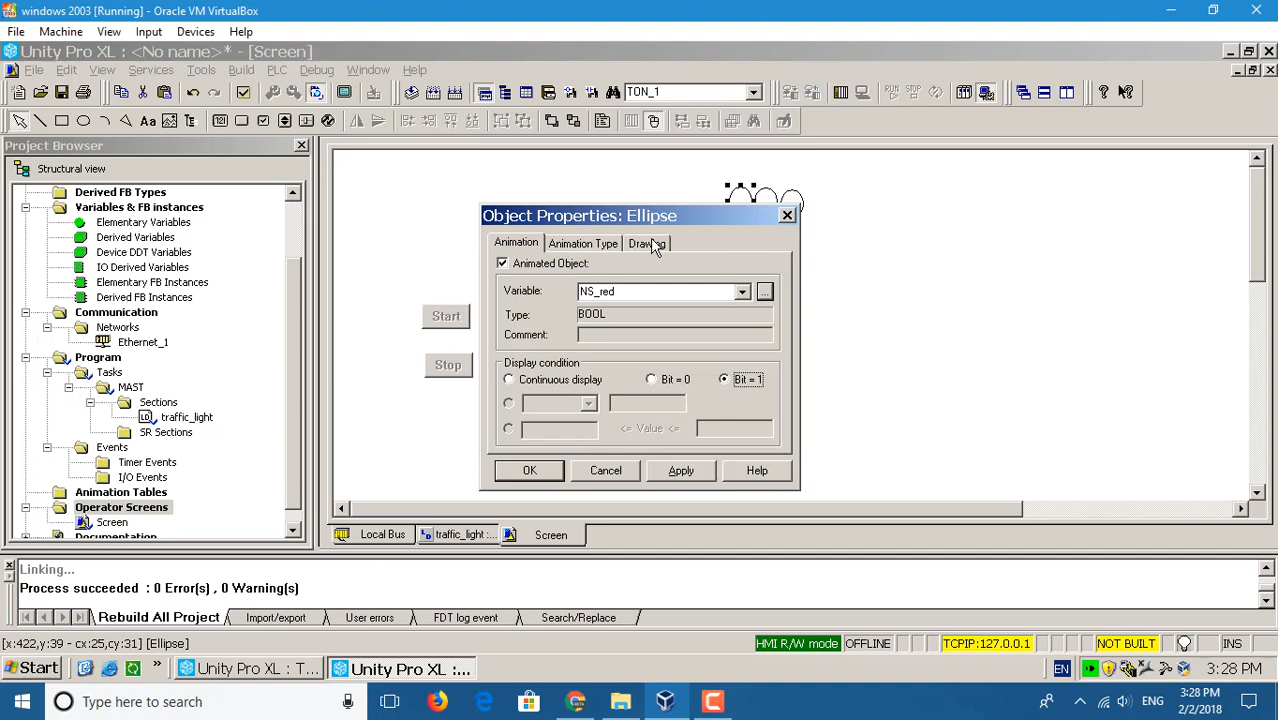 windows 2003 [Running] - Oracle VM VirtualBox
File Machine View Input Devices Help
Unity Pro XL : <No name>* - [Screen]
File Edit View Services Tools Build PLC Debug Window Help
TON_1
Project Browser
Structural view
Derived FB Types
Variables & FB instances
Elementary Variables
Derived Variables
Device DDT Variables
IO Derived Variables
Elementary FB Instances
Derived FB Instances
Communication
Networks
Ethernet_1
Program
Tasks
MAST
Sections
traffic_light
SR Sections
Events
Timer Events
I/O Events
Animation Tables
Operator Screens
Screen
Documentation
Start
Stop
Object Properties: Ellipse
Animation Animation Type Drawing
Animated Object:
Variable: NS_red ...
Type: BOOL
Comment:
Display condition
Continuous display Bit = 0 Bit = 1
<= Value <=
OK Cancel Apply Help
Local Bus traffic_light :... Screen
Linking...
Process succeeded : 0 Error(s) , 0 Warning(s)
Rebuild All Project Import/export User errors FDT log event Search/Replace
[x:422,y:39 - cx:25,cy:31] [Ellipse] HMI R/W mode OFFLINE TCPIP:127.0.0.1 NOT BUILT INS
Start » Unity Pro XL : T... Unity Pro XL :... EN 3:28 PM
Type here to search ENG 3:28 PM
2/2/2018